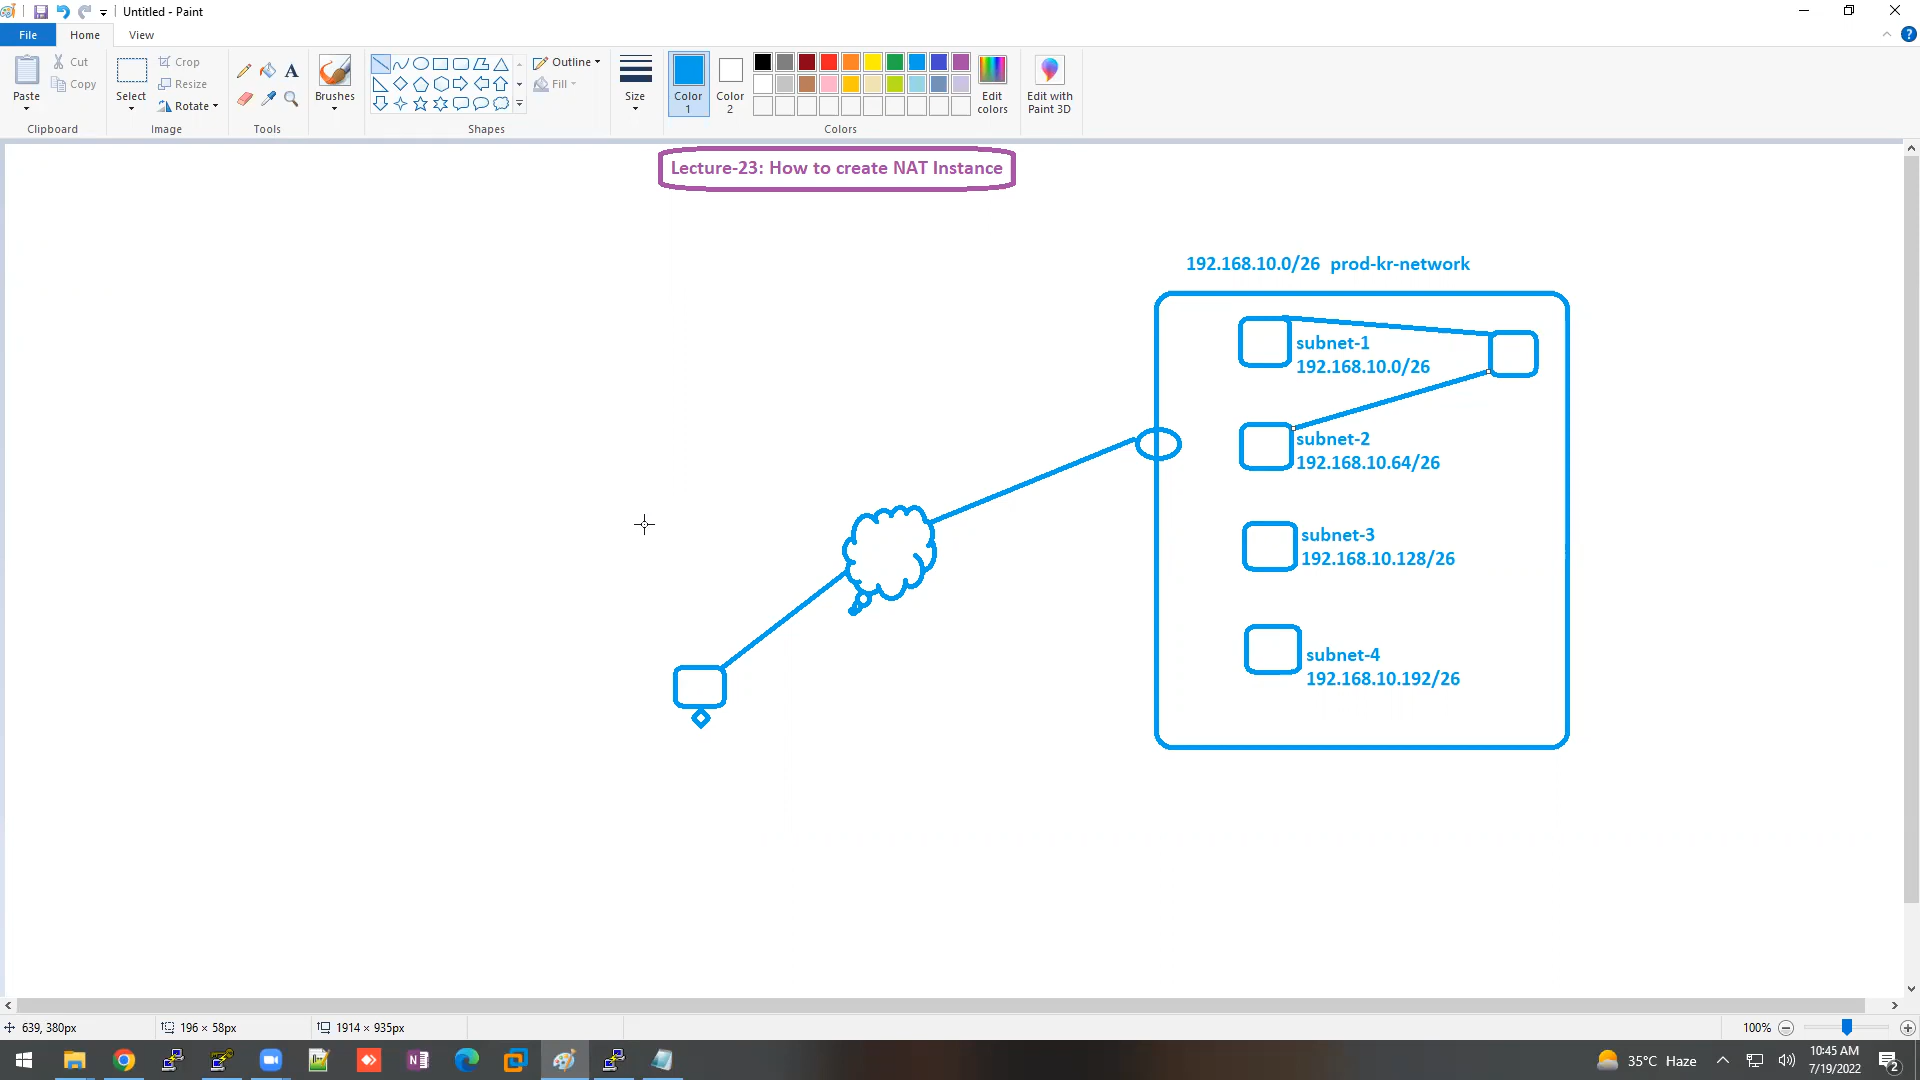 Untitled - Paint
File
Home
View
Paste
Cut
Copy
Clipboard
Select
Crop
Resize
Rotate
Image
Tools
Brushes
Shapes
Outline
Fill
Size
Color
1
Color
2
Edit
colors
Colors
Edit with
Paint 3D
Lecture-23: How to create NAT Instance
192.168.10.0/26 prod-kr-network
subnet-1
192.168.10.0/26
subnet-2
192.168.10.64/26
subnet-3
192.168.10.128/26
subnet-4
192.168.10.192/26
639, 380px
196 × 58px
1914 × 935px
100%
35°C Haze
10:45 AM
7/19/2022
2